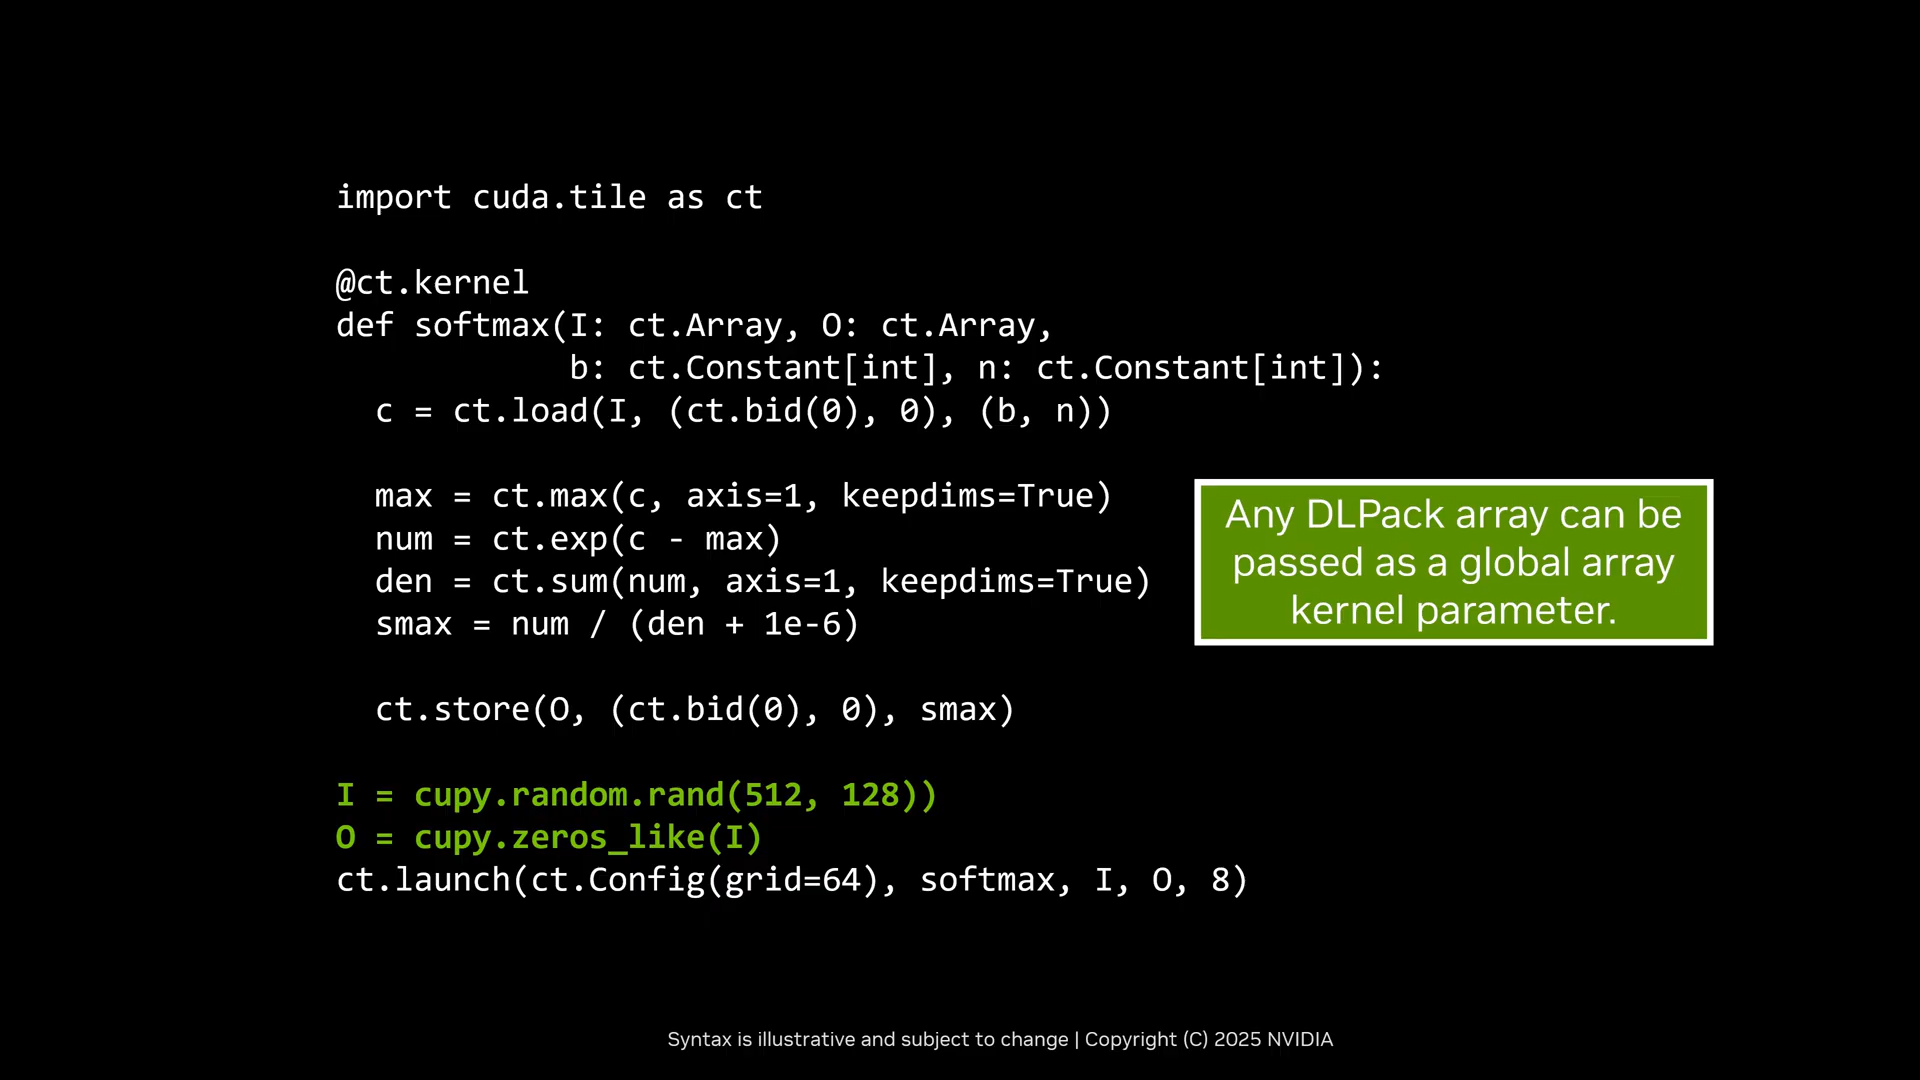 import cuda.tile as ct
@ct.kernel
def softmax(I: ct.Array, O: ct.Array,
b: ct.Constant[int], n: ct.Constant[int]):
c = ct.load(I, (ct.bid(0), 0), (b, n))
max = ct.max(c, axis=1, keepdims=True)
num = ct.exp(c - max)
den = ct.sum(num, axis=1, keepdims=True)
smax = num / (den + 1e-6)
ct.store(O, (ct.bid(0), 0), smax)
I = cupy.random.rand(512, 128))
O = cupy.zeros_like(I)
ct.launch(ct.Config(grid=64), softmax, I, O, 8)
Any DLPack array can be
passed as a global array
kernel parameter.
Syntax is illustrative and subject to change | Copyright (C) 2025 NVIDIA